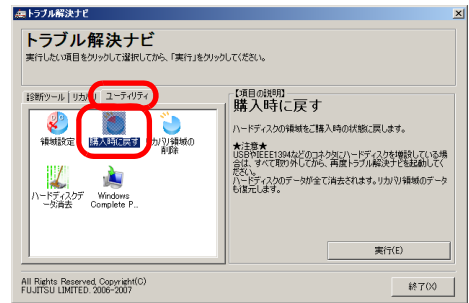 トラブル解決ナビ
トラブル解決ナビ
実行したい項目をクリックして選択してから、「実行」をクリックしてください。
診断ツール リカバリ ユーティリティ
領域設定 購入時に戻す リカバリ領域の
削除
ハードディスクデ
ータ消去
Windows
Complete P...
【項目の説明】
購入時に戻す
ハードディスクの領域をご購入時の状態に戻します。
★注意★
USBやIEEE1394などのコネクタにハードディスクを増設している場
合は、すべて取り外してから、再度トラブル解決ナビを起動してく
ださい。
ハードディスクのデータが全て消去されます。リカバリ領域のデータ
も復元します。
実行(E)
All Rights Reserved, Copyright(C)
FUJITSU LIMITED. 2006-2007
終了(X)